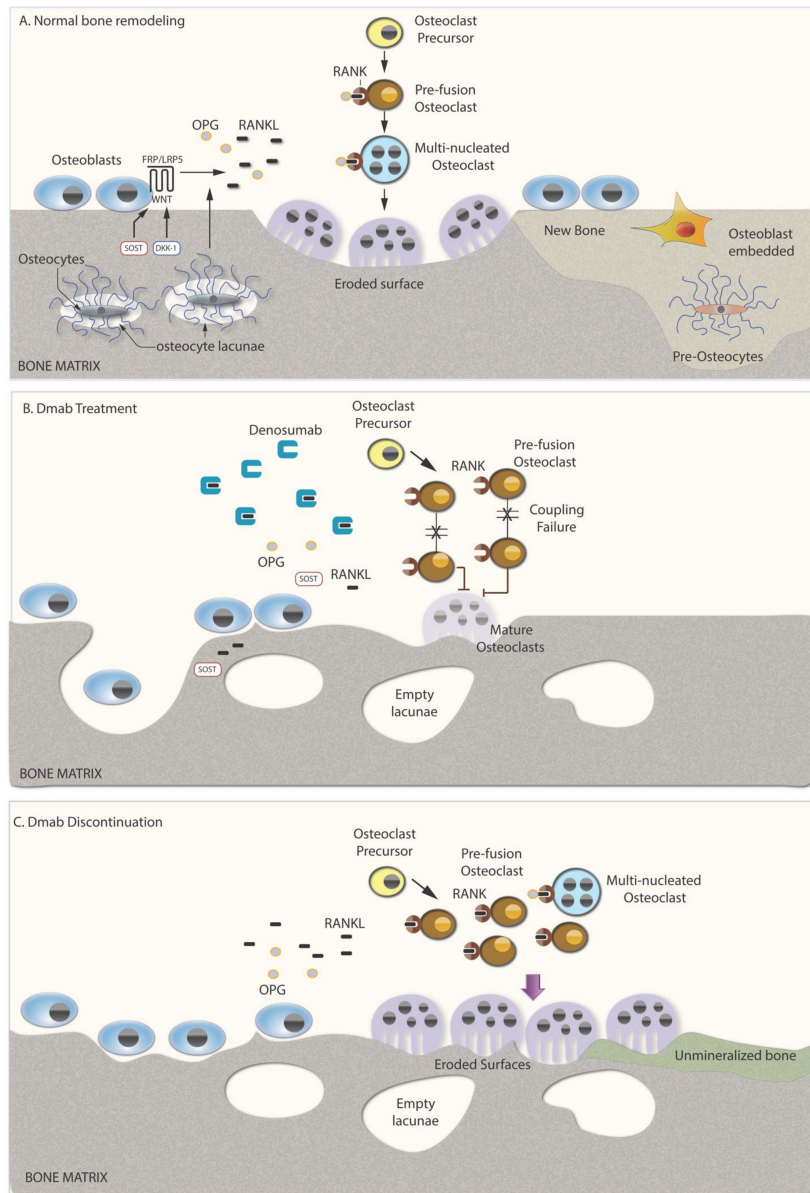 A. Normal bone remodeling
Osteoclast
Precursor
RANK
Pre-fusion
Osteoclast
OPG
RANKL
Multi-nucleated
Osteoclast
Osteoblasts
FRP/LRP5
WNT
SOST
DKK-1
Osteocytes
osteocyte lacunae
Eroded surface
New Bone
Osteoblast
embedded
Pre-Osteocytes
BONE MATRIX
B. Dmab Treatment
Osteoclast
Precursor
Denosumab
RANK
Pre-fusion
Osteoclast
Coupling
Failure
OPG
SOST
RANKL
Mature
Osteoclasts
SOST
Empty
lacunae
BONE MATRIX
C. Dmab Discontinuation
Osteoclast
Precursor
Pre-fusion
Osteoclast
RANK
Multi-nucleated
Osteoclast
RANKL
OPG
Eroded Surfaces
Unmineralized bone
Empty
lacunae
BONE MATRIX